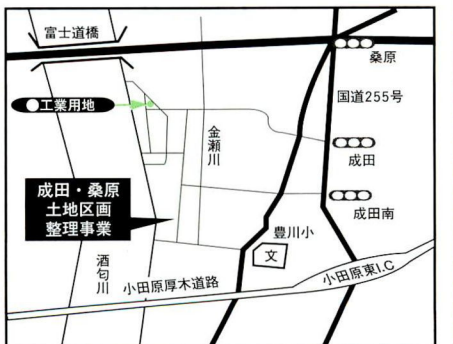 富士道橋
桑原
国道255号
●工業用地
金瀬川
成田
成田・桑原
土地区画
整理事業
成田南
豊川小
文
酒匂川
小田原厚木道路
小田原東I.C